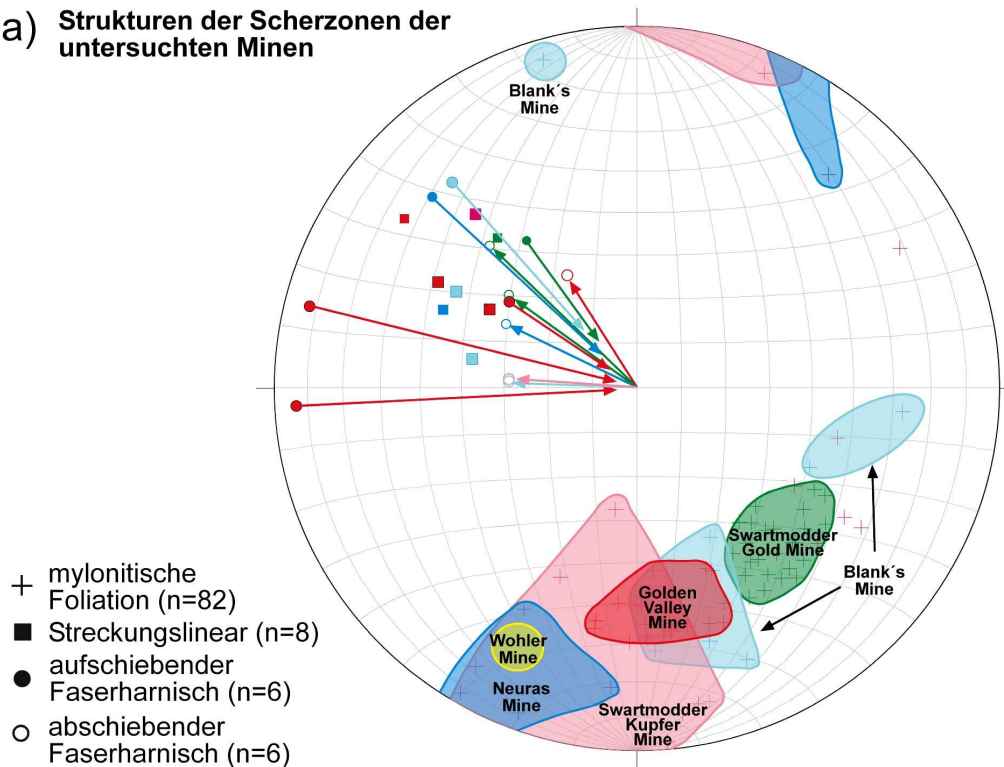 a) Strukturen der Scherzonen der
untersuchten Minen
Blank´s
Mine
Swartmodder
Gold Mine
Blank´s
Mine
Golden
Valley
Mine
Wohler
Mine
Neuras
Mine
Swartmodder
Kupfer
Mine
mylonitische
Foliation (n=82)
Streckungslinear (n=8)
aufschiebender
Faserharnisch (n=6)
abschiebender
Faserharnisch (n=6)